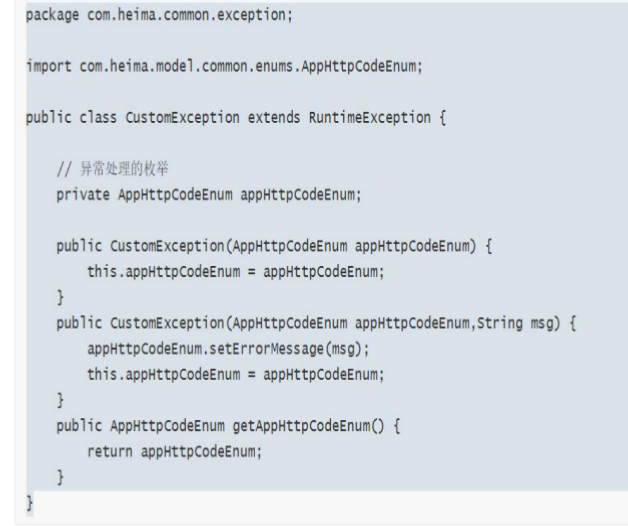 package com.heima.common.exception;
import com.heima.model.common.enums.AppHttpCodeEnum;
public class CustomException extends RuntimeException {
// 异常处理的枚举
private AppHttpCodeEnum appHttpCodeEnum;
public CustomException(AppHttpCodeEnum appHttpCodeEnum) {
this.appHttpCodeEnum = appHttpCodeEnum;
}
public CustomException(AppHttpCodeEnum appHttpCodeEnum,String msg) {
appHttpCodeEnum.setErrorMessage(msg);
this.appHttpCodeEnum = appHttpCodeEnum;
}
public AppHttpCodeEnum getAppHttpCodeEnum() {
return appHttpCodeEnum;
}
}